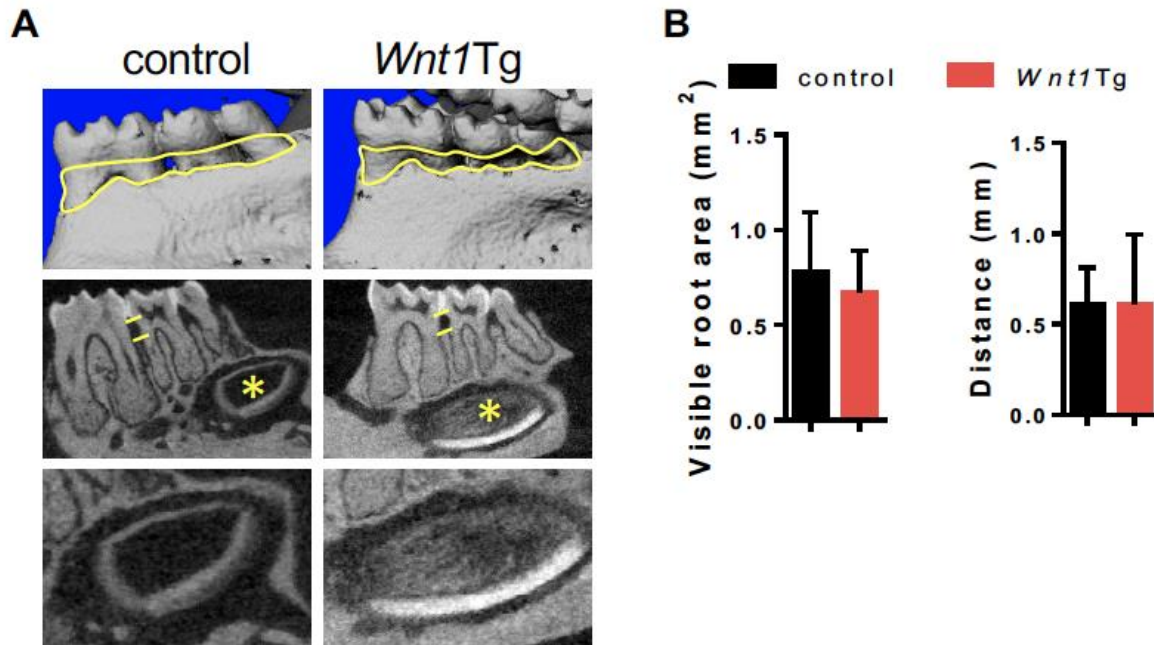 A
control
Wnt1Tg
*
*
B
control
Wnt1Tg
Visible root area (mm²)
1.5
1.0
0.5
0.0
Distance (mm)
1.5
1.0
0.5
0.0